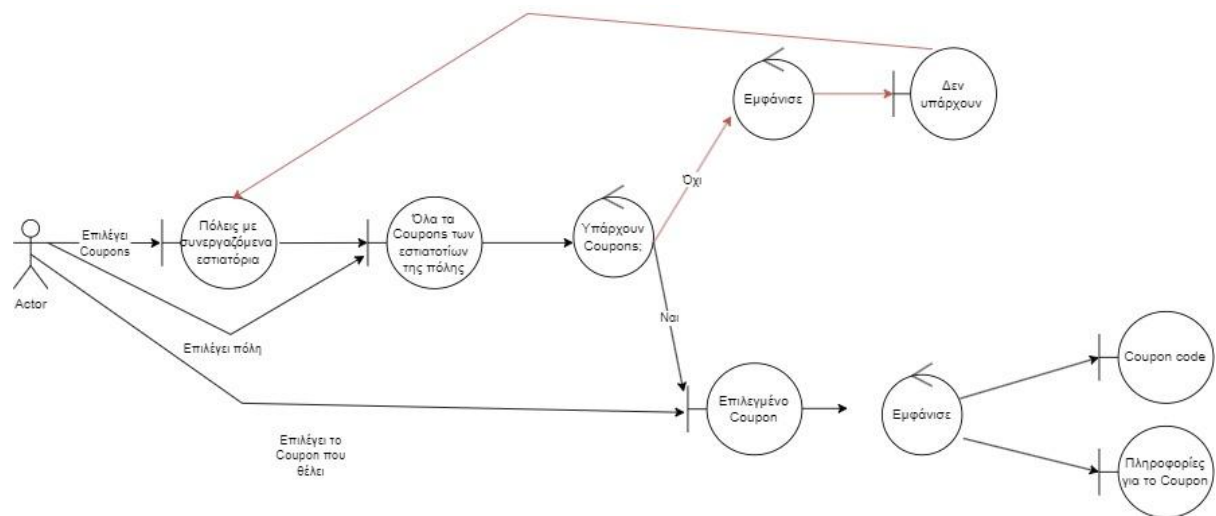 Δεν
υπάρχουν
Εμφάνισε
Όχι
Επιλέγει
Coupons
Πόλεις με
συνεργαζόμενα
εστιατόρια
Όλα τα
Coupons των
εστιατοτίων
της πόλης
Υπάρχουν
Coupons;
Actor
Επιλέγει πόλη
Ναι
Επιλεγμένο
Coupon
Εμφάνισε
Coupon code
Επιλέγει το
Coupon που
θέλει
Πληροφορίες
για το Coupon